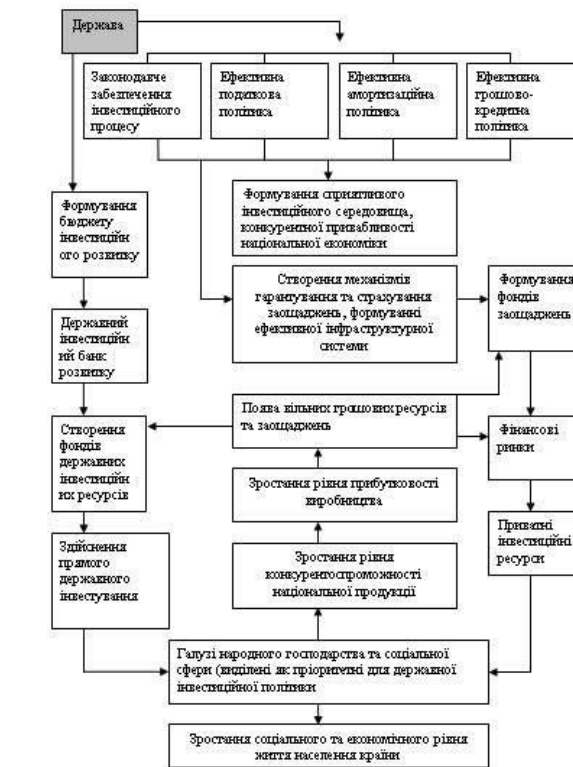 Держава
Законодавче
забезпечення
інвестиційного
процесу
Ефективна
податкова
політика
Ефективна
амортизаційна
політика
Ефективна
грошово-
кредитна
політика
Формування
бюджету
інвестиційн
ого розвитку
Формування сприятливого
інвестиційного середовища,
конкурентної привабливості
національної економіки
Створення механізмів
гарантування та страхування
заощаджень, формуванні
ефективної інфраструктурної
системи
Формування
фондів
заощаджень
Державний
інвестиційн
ий банк
розвитку
Поява вільних грошових ресурсів
та заощаджень
Створення
фондів
державних
інвестиційн
их ресурсів
Фінансові
ринки
Зростання рівня прибутковості
виробництва
Здійснення
прямого
державного
інвестування
Зростання рівня
конкурентоспроможності
національної продукції
Приватні
інвестиційні
ресурси
Галузі народного господарства та соціальної
сфери (виділені як пріоритетні для державної
інвестиційної політики
Зростання соціального та економічного рівня
життя населення країни